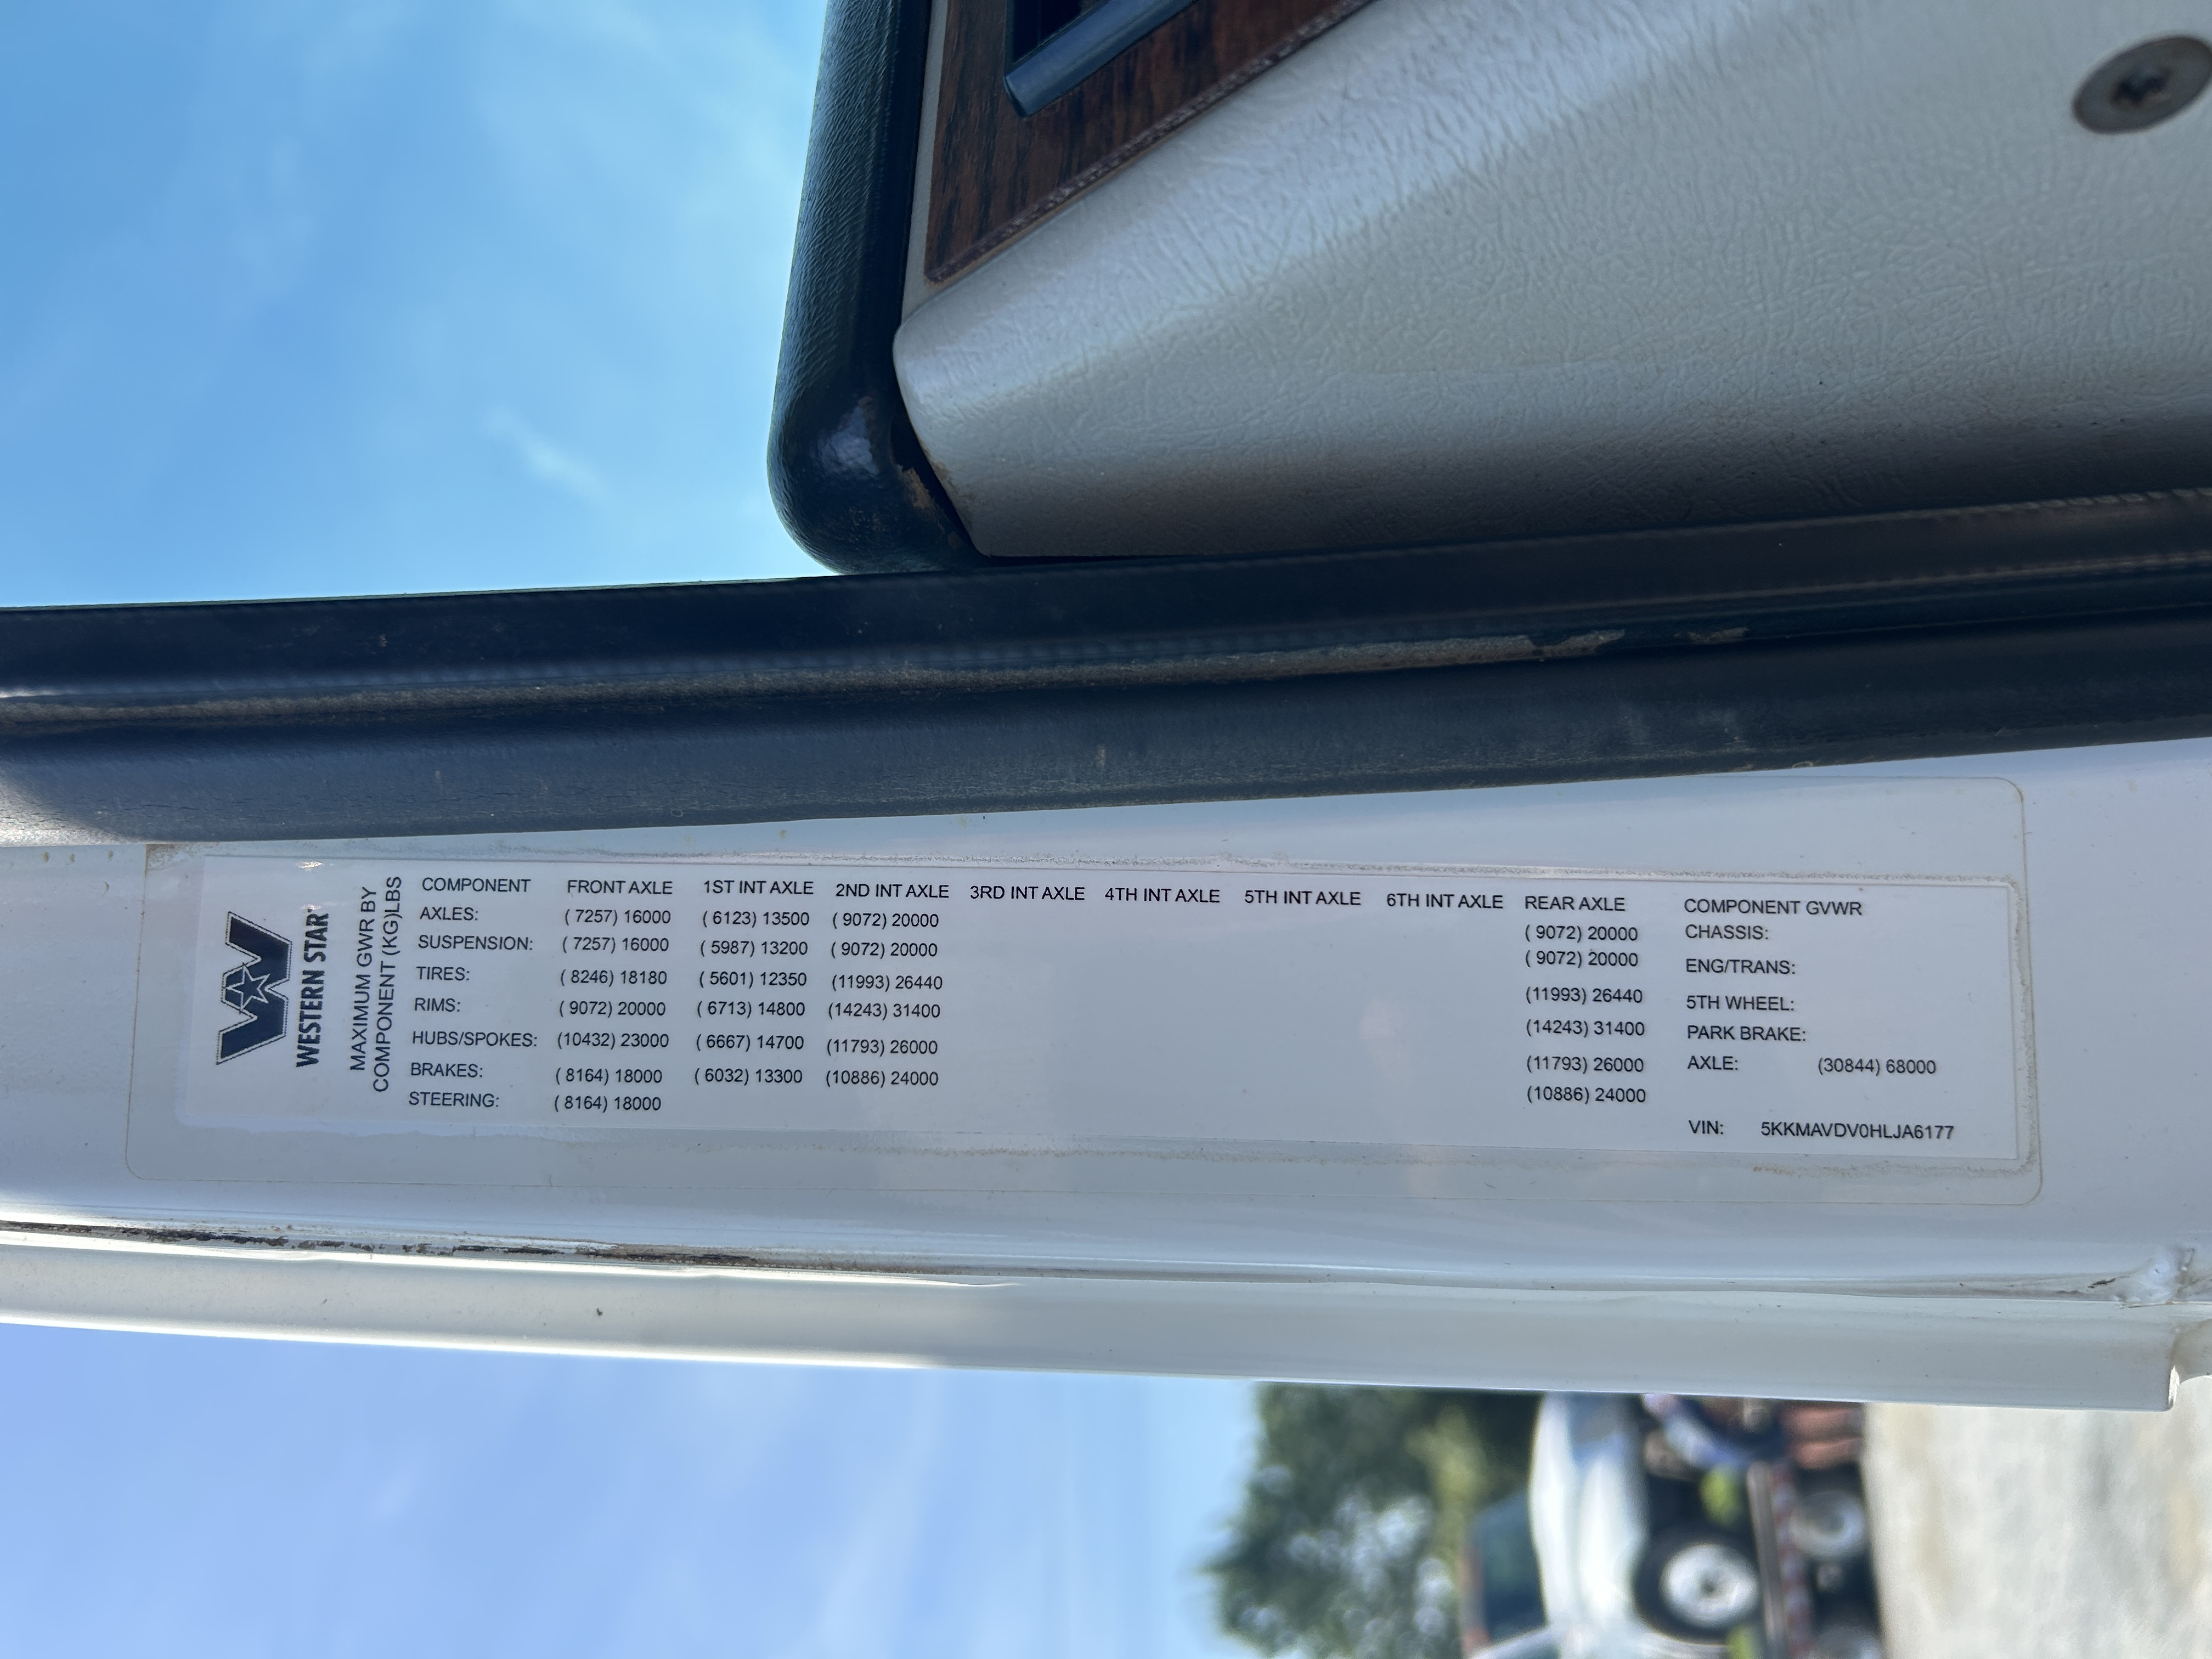 WESTERN STAR
MAXIMUM GWR BY
COMPONENT (KG)LBS
COMPONENT FRONT AXLE 1ST INT AXLE 2ND INT AXLE 3RD INT AXLE 4TH INT AXLE 5TH INT AXLE 6TH INT AXLE REAR AXLE COMPONENT GVWR
AXLES: ( 7257) 16000 ( 6123) 13500 ( 9072) 20000 ( 9072) 20000 CHASSIS:
SUSPENSION: ( 7257) 16000 ( 5987) 13200 ( 9072) 20000 ( 9072) 20000 ENG/TRANS:
TIRES: ( 8246) 18180 ( 5601) 12350 (11993) 26440 (11993) 26440 5TH WHEEL:
RIMS: ( 9072) 20000 ( 6713) 14800 (14243) 31400 (14243) 31400 PARK BRAKE:
HUBS/SPOKES: (10432) 23000 ( 6667) 14700 (11793) 26000 (11793) 26000 AXLE: (30844) 68000
BRAKES: ( 8164) 18000 ( 6032) 13300 (10886) 24000 (10886) 24000
STEERING: ( 8164) 18000 VIN: 5KKMAVDV0HLJA6177